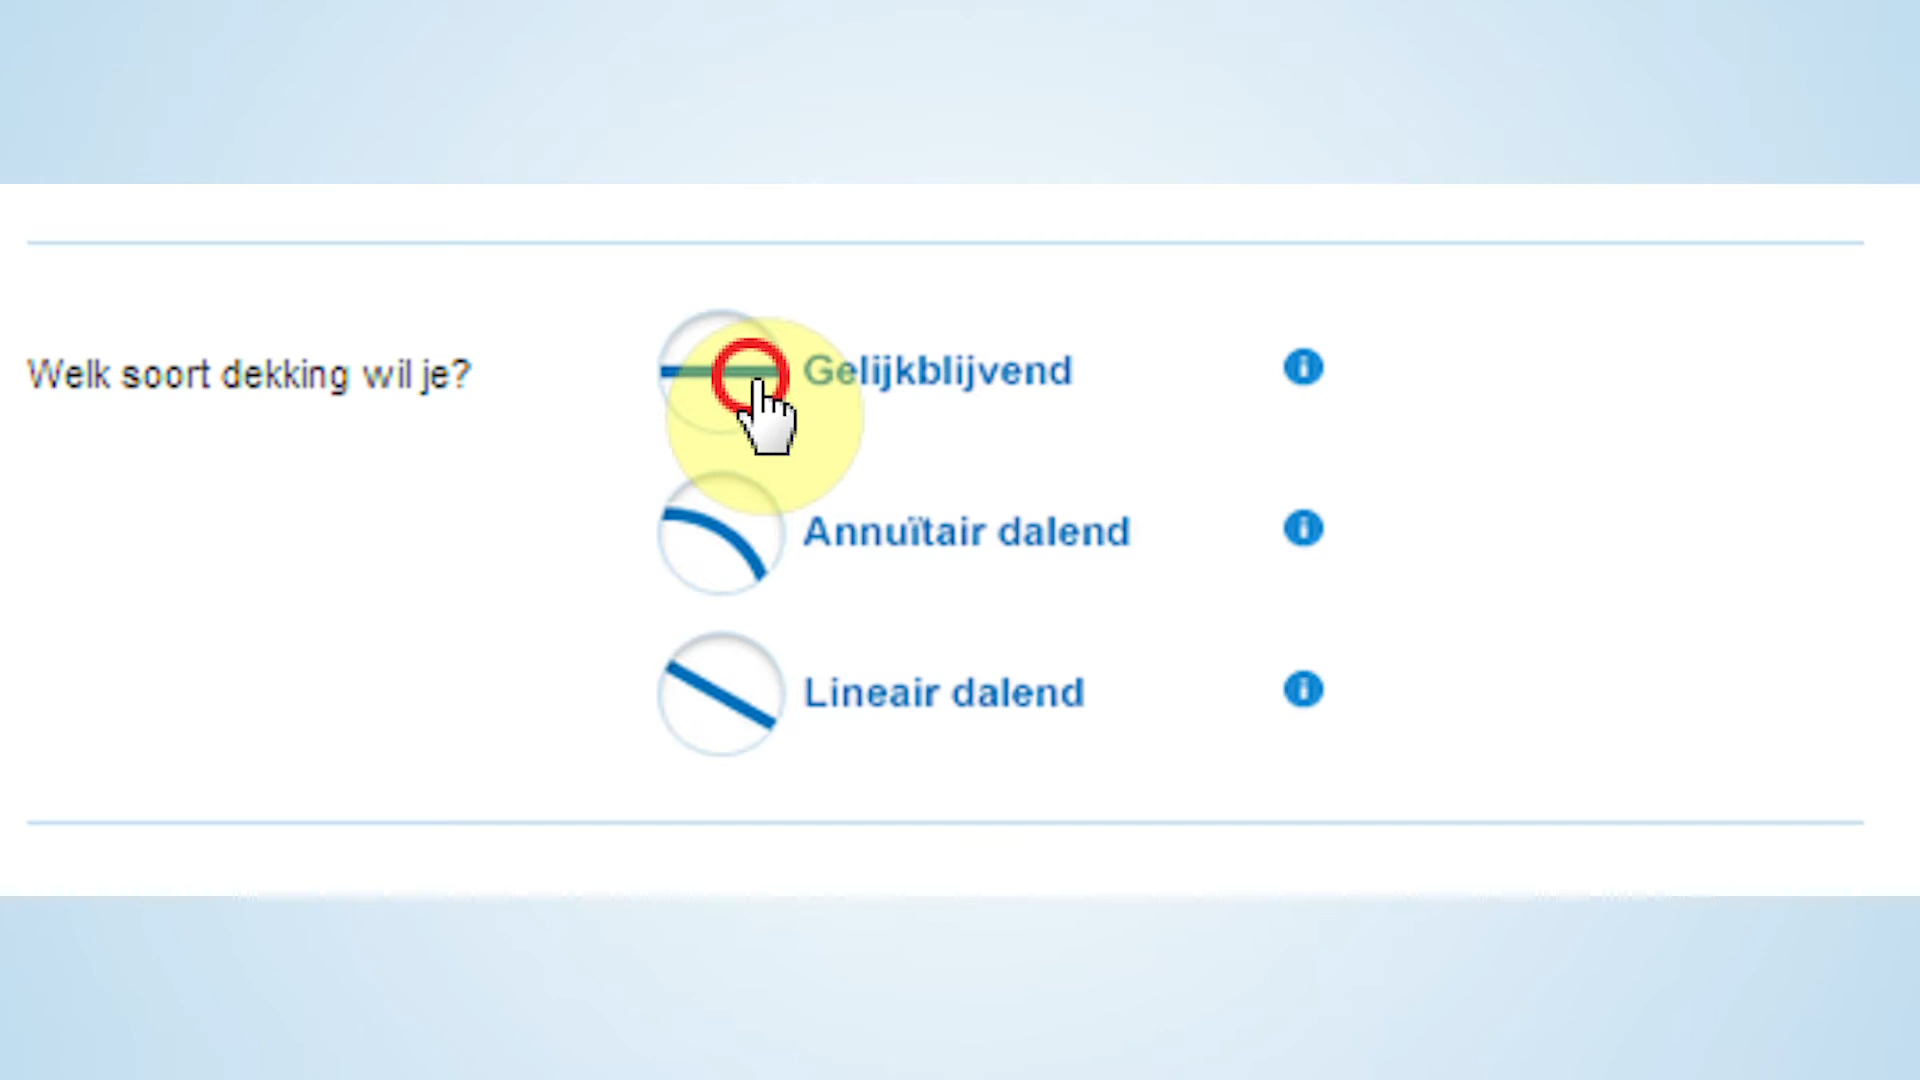 Welk soort dekking wil je?
Gelijkblijvend
Annuïtair dalend
Lineair dalend